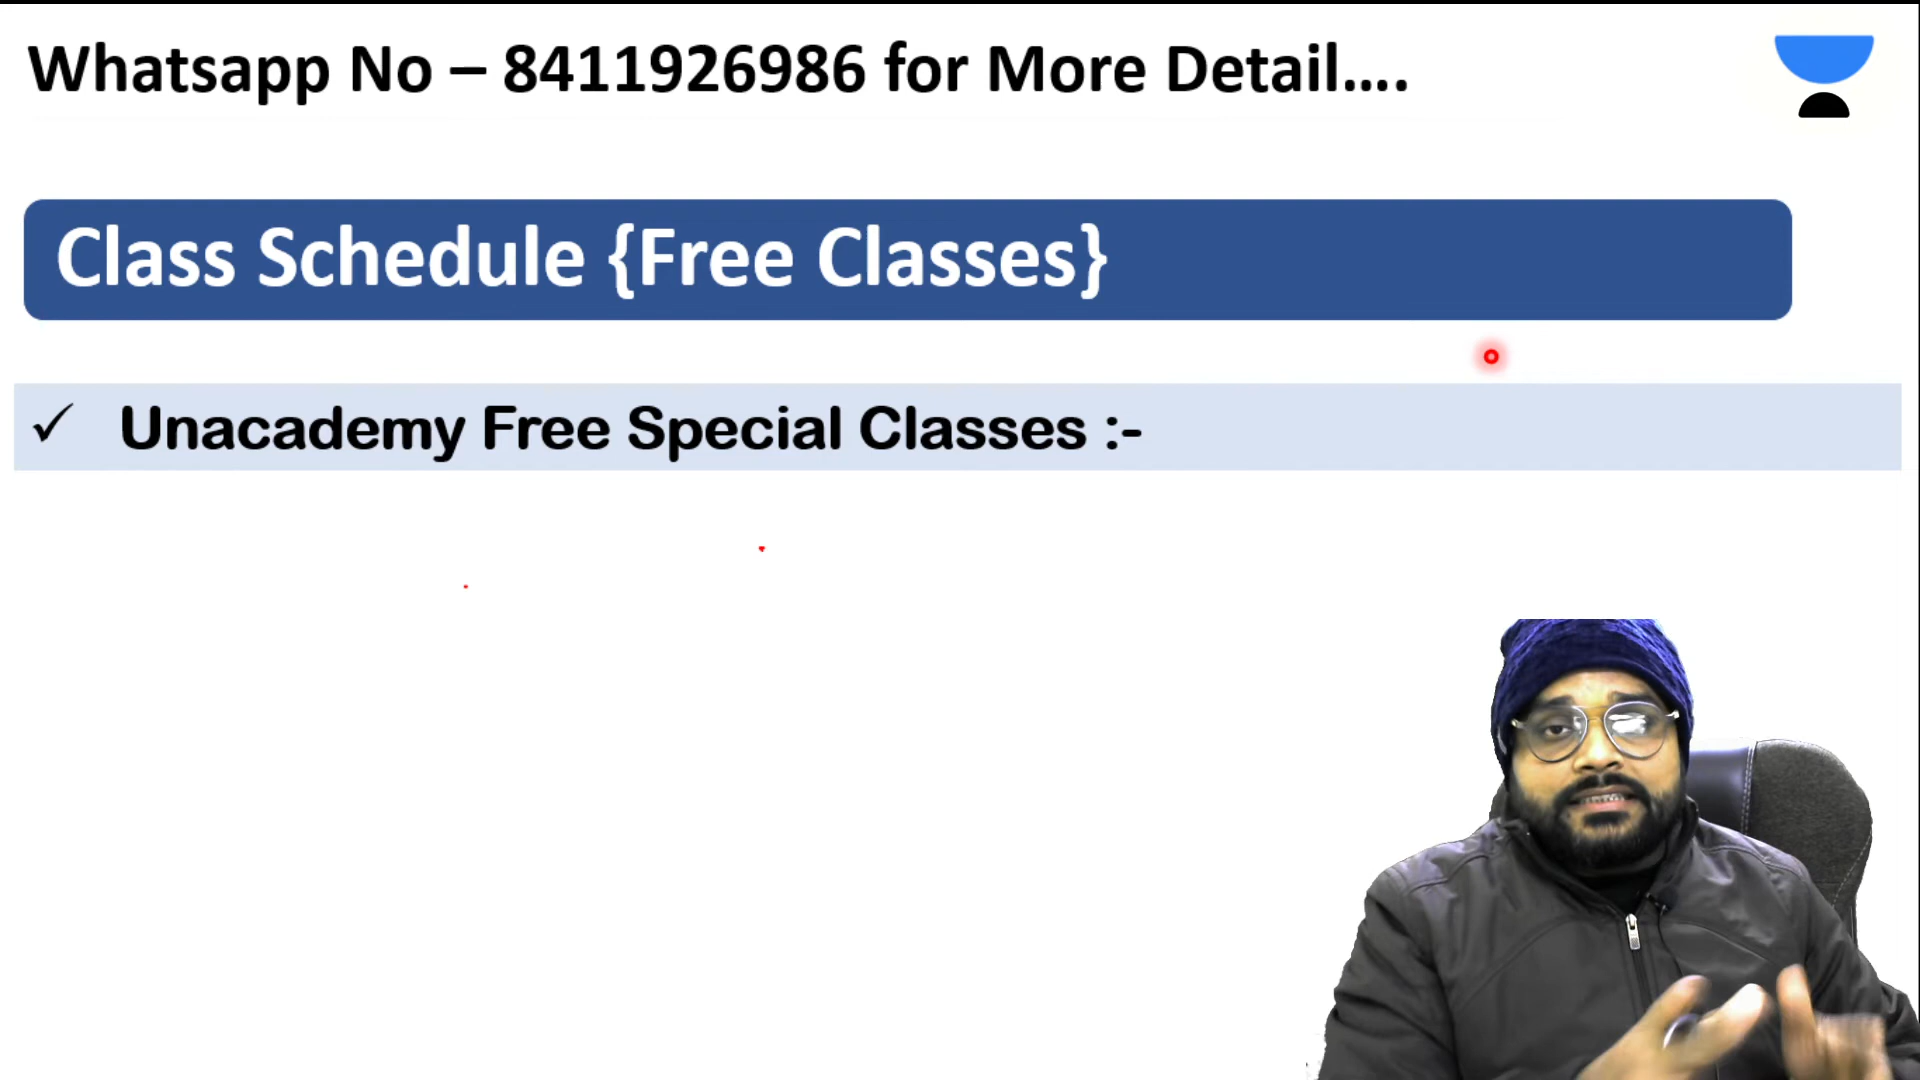 Whatsapp No – 8411926986 for More Detail....
Class Schedule {Free Classes}
✓ Unacademy Free Special Classes :-